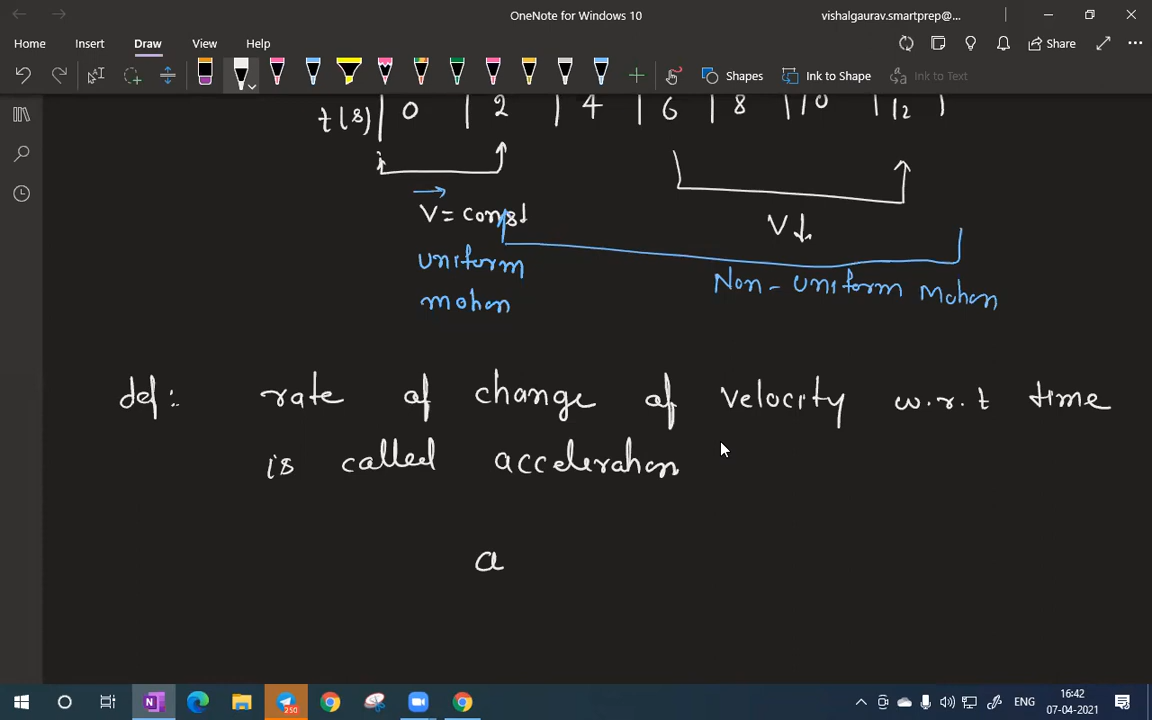 OneNote for Windows 10
vishalgaurav.smartprep@...
Home Insert Draw View Help
Share
Shapes Ink to Shape Ink to Text
t(s) | 0 | 2 | 4 | 6 | 8 | 10 | 12 |
V = const
V↓
uniform
motion
Non-uniform Motion
def: rate of change of velocity w.r.t time
is called acceleration
a
250
ENG
16:42
07-04-2021